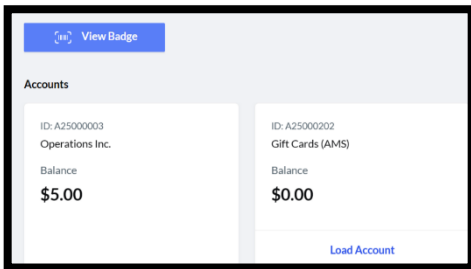 View Badge
Accounts
ID: A25000003
Operations Inc.
Balance
$5.00
ID: A25000202
Gift Cards (AMS)
Balance
$0.00
Load Account